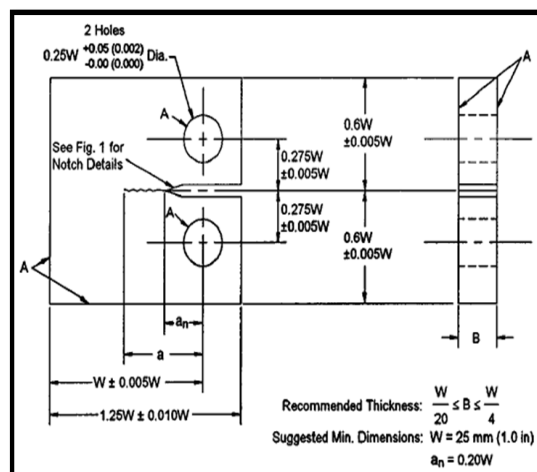 2 Holes
0.25W +0.05 (0.002) Dia.
-0.00 (0.000)
A
A
See Fig. 1 for
Notch Details
0.6W
±0.005W
0.275W
±0.005W
A
0.275W
±0.005W
0.6W
±0.005W
A
aₙ
a
B
W ± 0.005W
1.25W ± 0.010W
Recommended Thickness: W/20 ≤ B ≤ W/4
Suggested Min. Dimensions: W = 25 mm (1.0 in)
aₙ = 0.20W